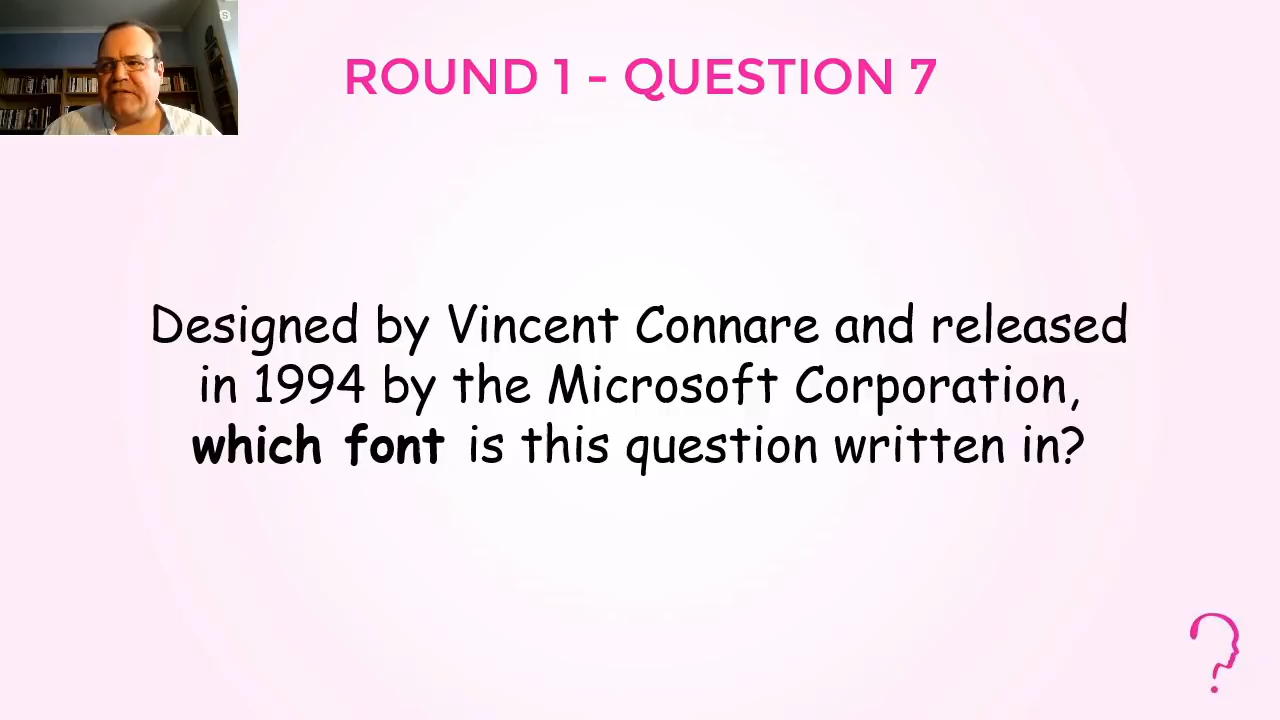 ROUND 1 - QUESTION 7
Designed by Vincent Connare and released
in 1994 by the Microsoft Corporation,
which font is this question written in?